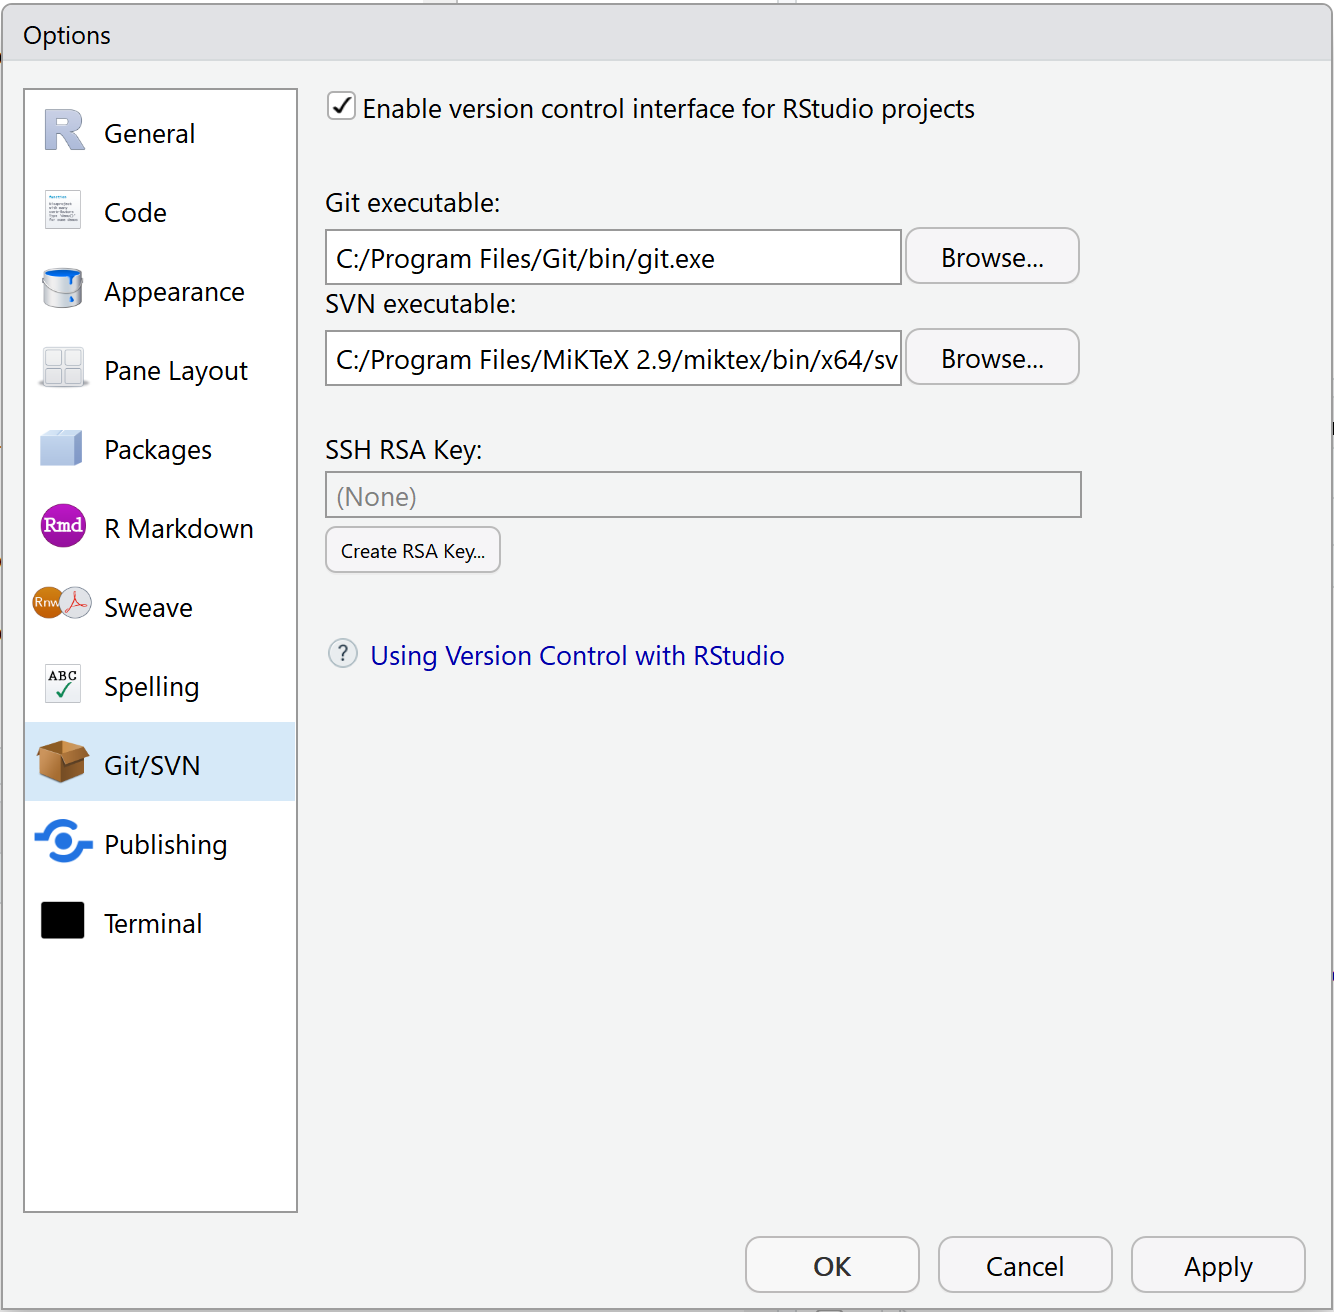 Options
General
Code
Appearance
Pane Layout
Packages
Rmd
R Markdown
Rnw
Sweave
ABC
Spelling
Git/SVN
Publishing
Terminal
Enable version control interface for RStudio projects
Git executable:
C:/Program Files/Git/bin/git.exe
Browse...
SVN executable:
C:/Program Files/MiKTeX 2.9/miktex/bin/x64/sv
Browse...
SSH RSA Key:
(None)
Create RSA Key...
? Using Version Control with RStudio
OK
Cancel
Apply